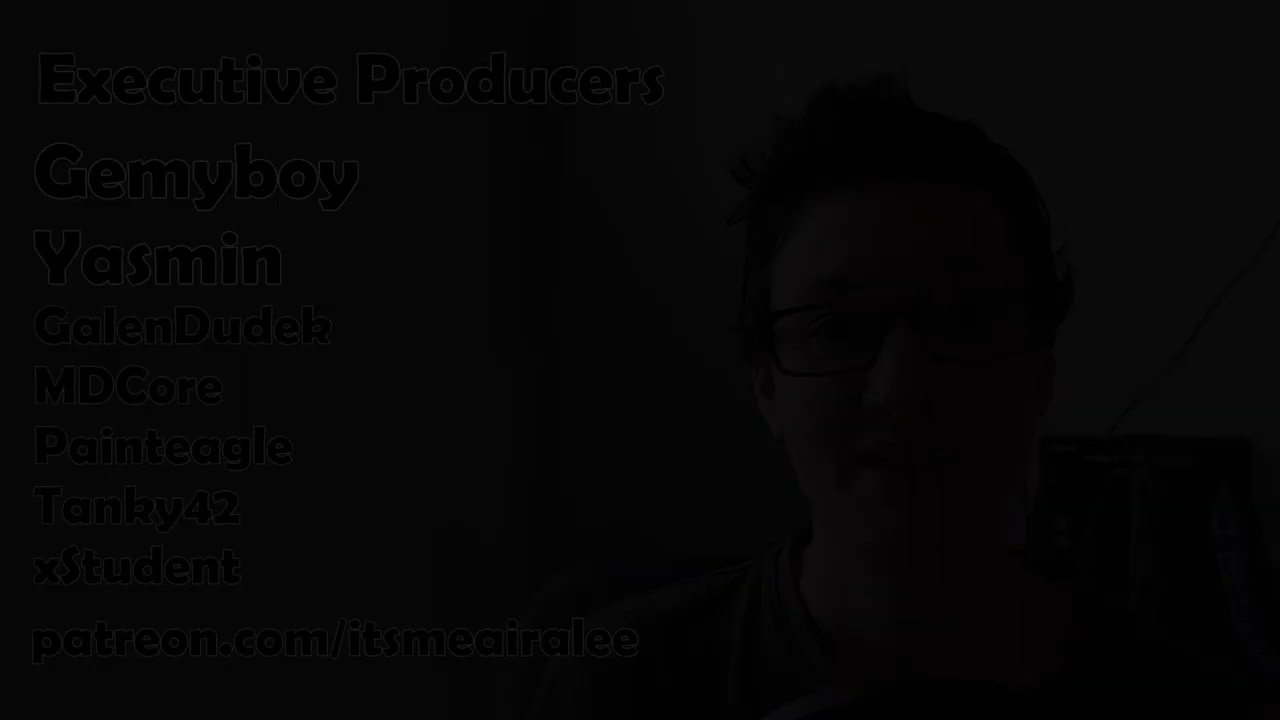 Executive Producers
Gemyboy
Yasmin
GalenDudek
MDCore
Painteagle
Tanky42
xStudent
patreon.com/itsmeairalee